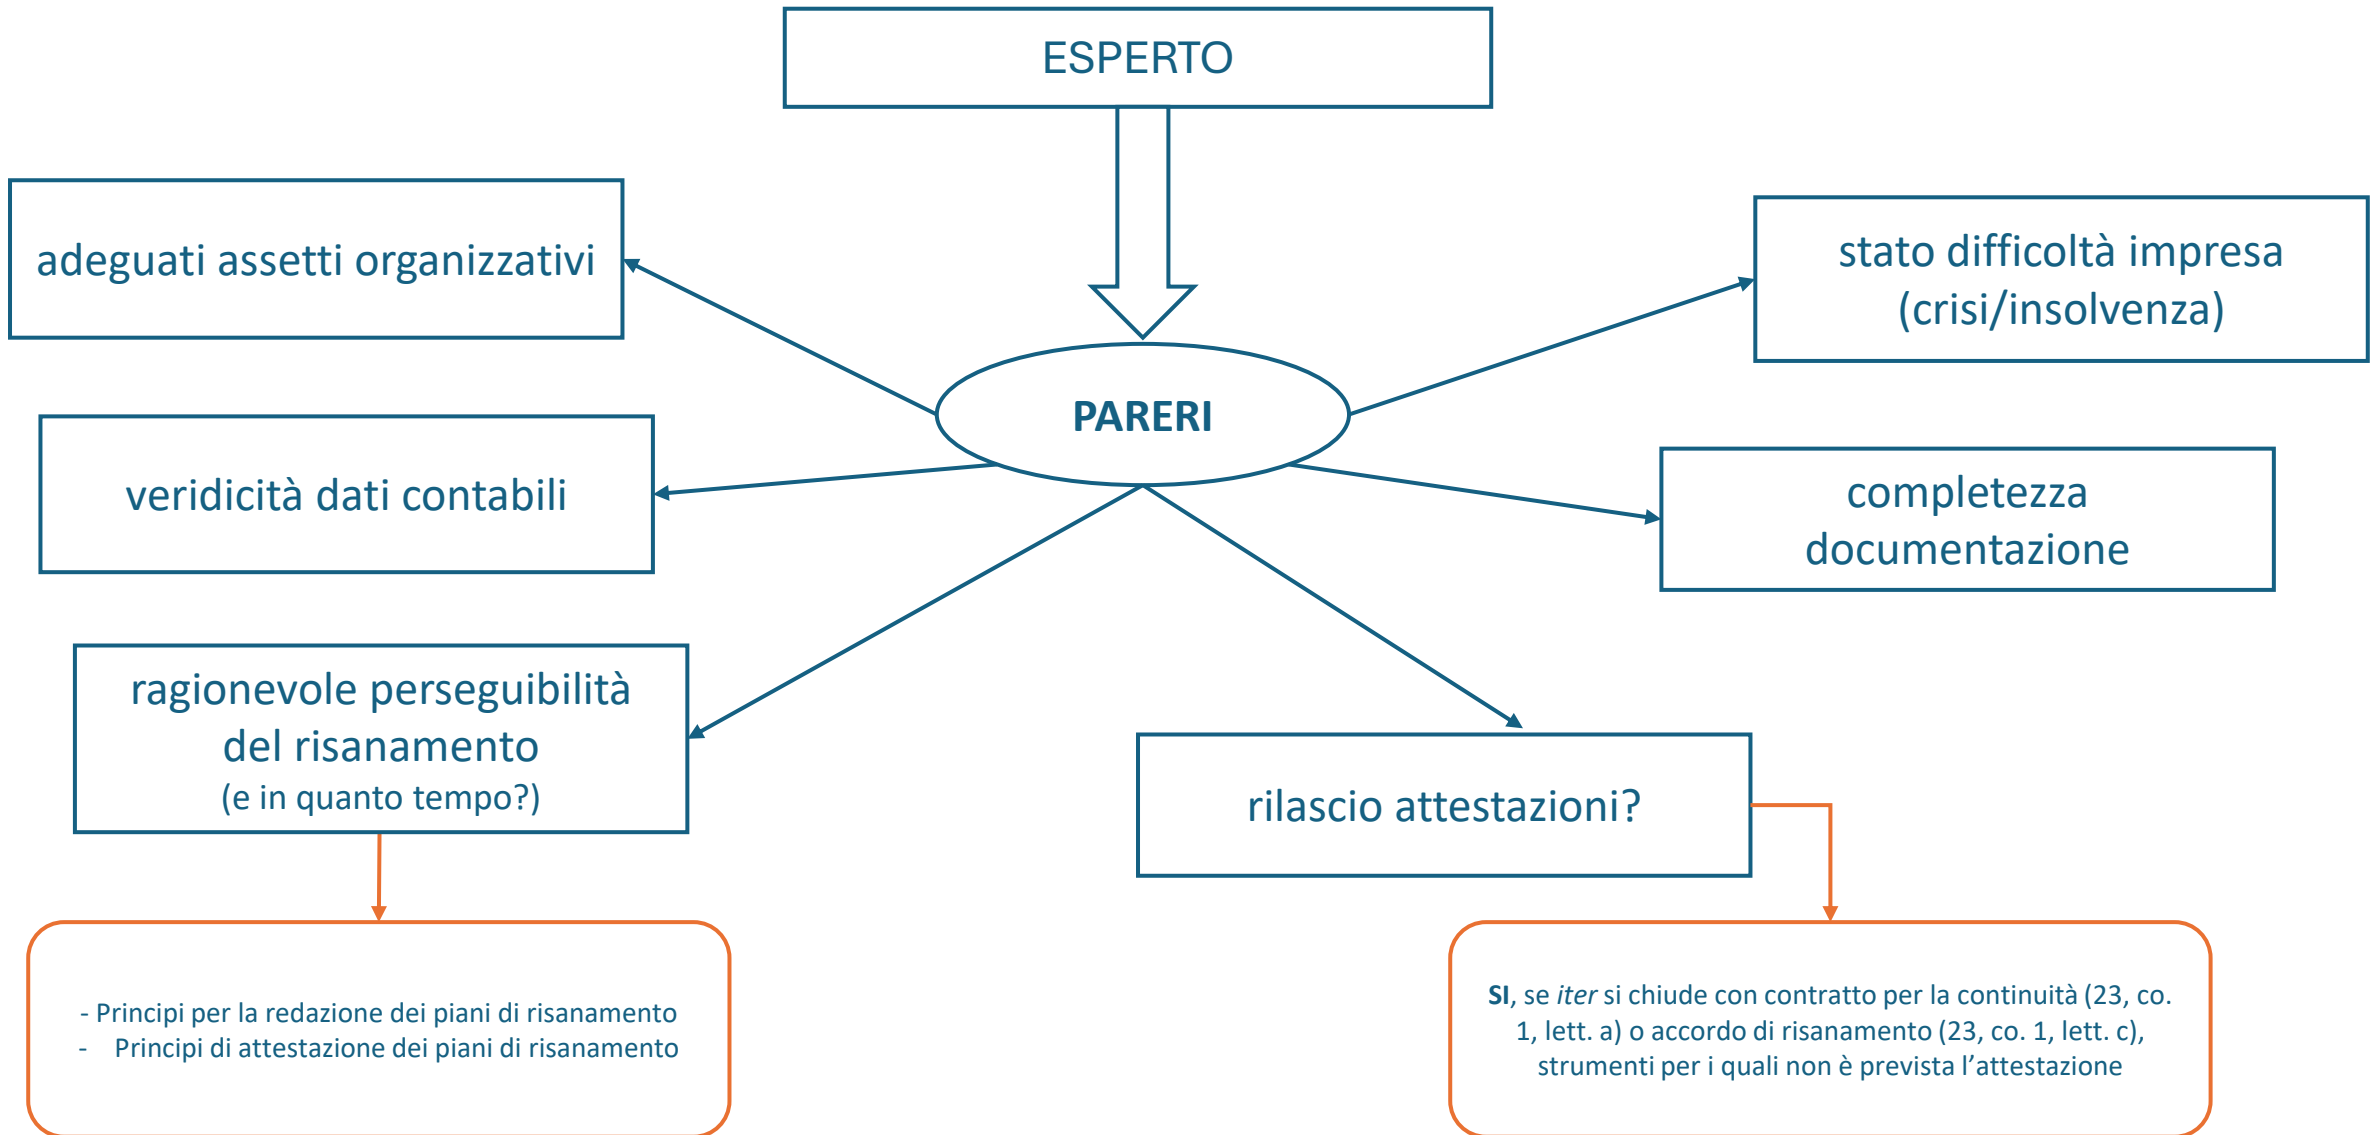 ESPERTO
adeguati assetti organizzativi
stato difficoltà impresa
(crisi/insolvenza)
PARERI
veridicità dati contabili
completezza
documentazione
ragionevole perseguibilità
del risanamento
(e in quanto tempo?)
rilascio attestazioni?
- Principi per la redazione dei piani di risanamento
- Principi di attestazione dei piani di risanamento
SI, se iter si chiude con contratto per la continuità (23, co.
1, lett. a) o accordo di risanamento (23, co. 1, lett. c),
strumenti per i quali non è prevista l’attestazione